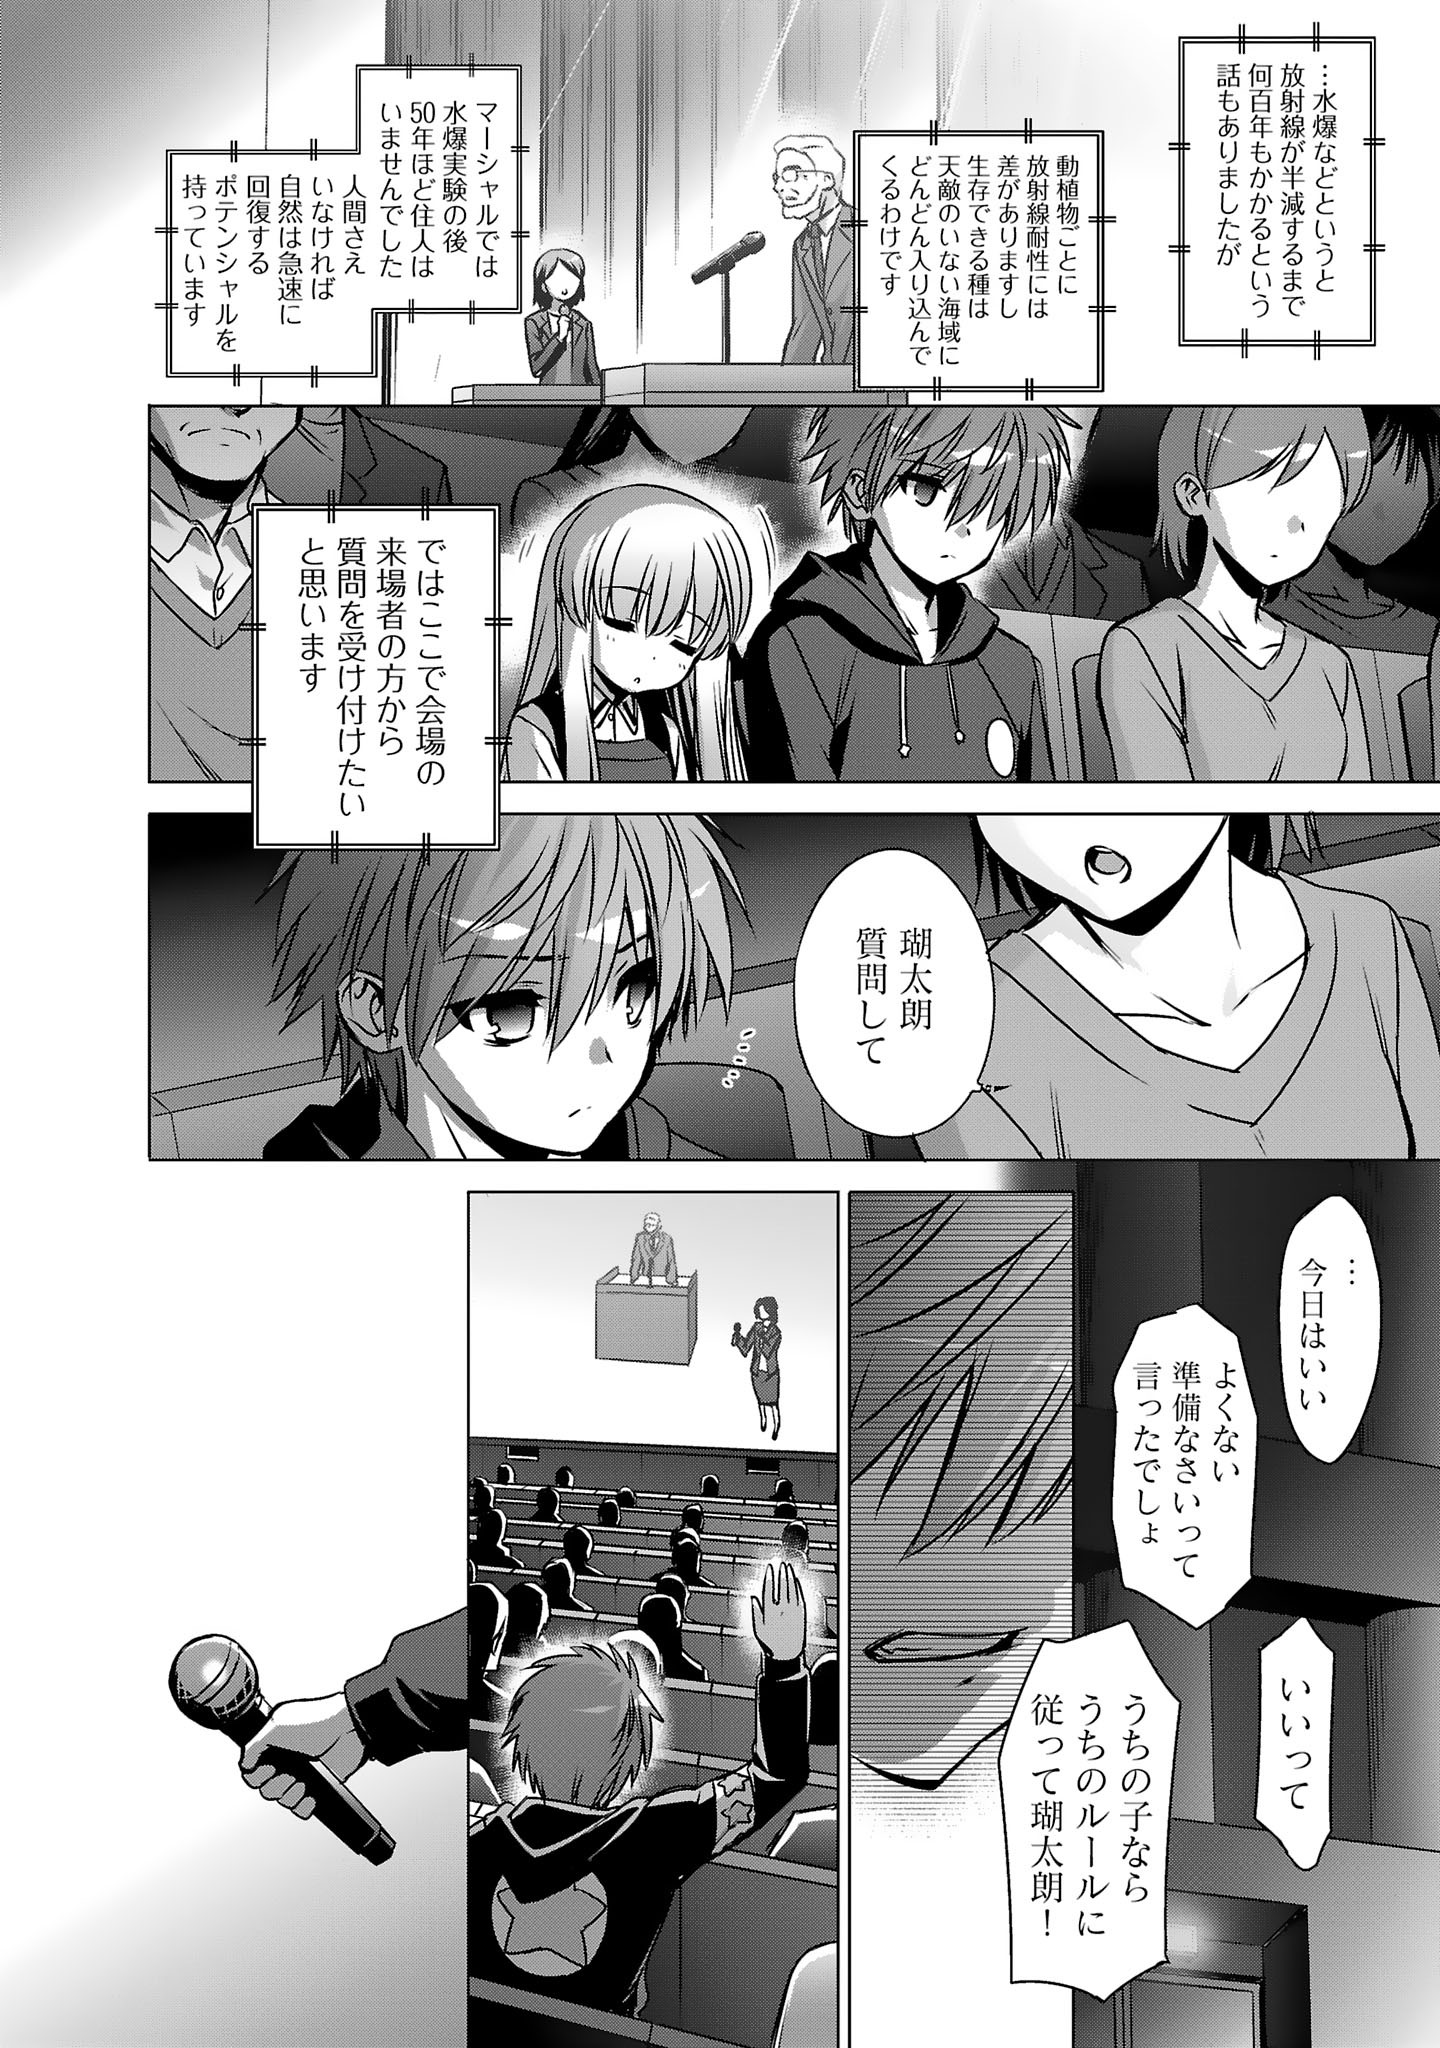 …水爆などというと
放射線が半減するまで
何百年もかかるという
話もありましたが
動植物ごとに
放射線耐性には
差がありますし
生存できる種は
天敵のいない海域に
どんどん入り込んで
くるわけです
マーシャルでは
水爆実験の後
50年ほど住人は
いませんでした
人間さえ
いなければ
自然は急速に
回復する
ポテンシャルを
持っています
ではここで会場の
来場者の方から
質問を受け付けたい
と思います
瑚太朗
質問して
…
今日はいい
よくない
準備なさいって
言ったでしょ
いいって
うちの子なら
うちのルールに
従って瑚太朗！